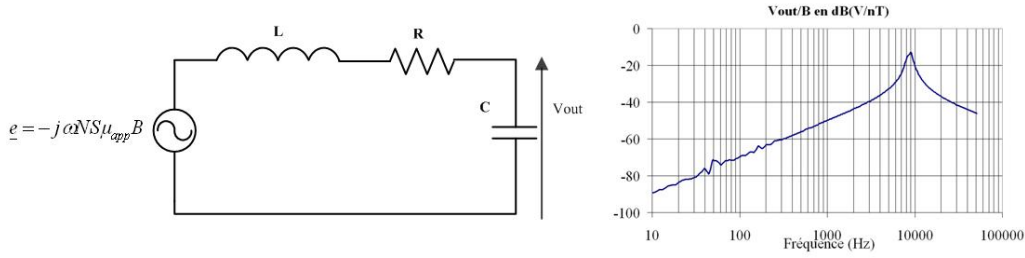 L
R
C
Vout
e = −jωNSμappB
Vout/B en dB(V/nT)
0
-20
-40
-60
-80
-100
10
100
1000
10000
100000
Fréquence (Hz)